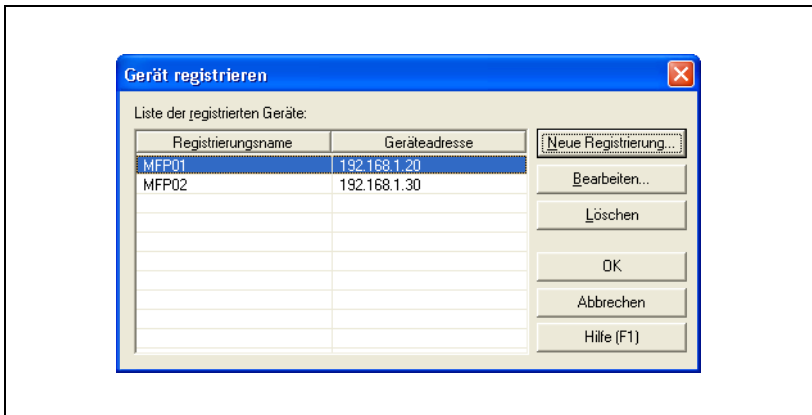 Gerät registrieren
Liste der registrierten Geräte:
Registrierungsname Geräteadresse
MFP01 192.168.1.20
MFP02 192.168.1.30
Neue Registrierung...
Bearbeiten...
Löschen
OK
Abbrechen
Hilfe (F1)